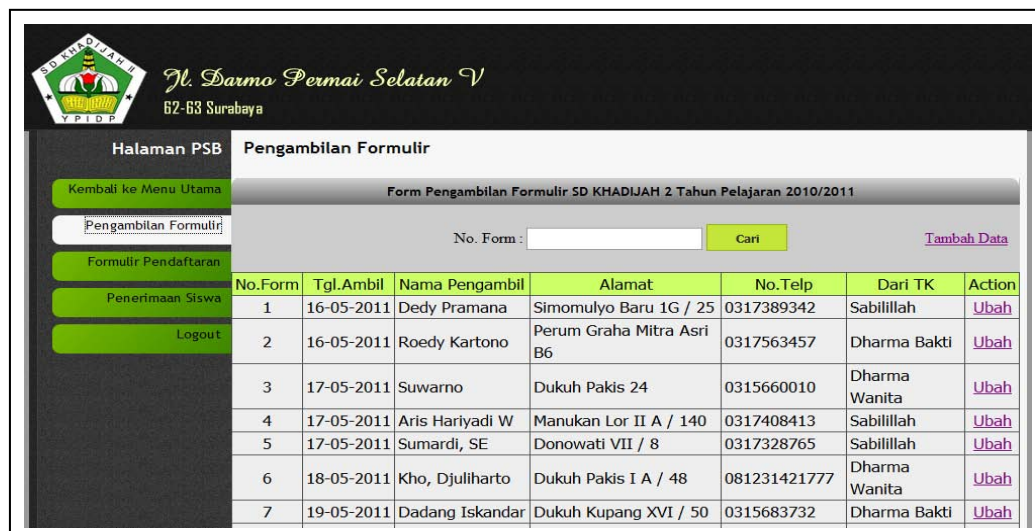 SD KHADIJAH II
YPIDP
Jl. Darmo Permai Selatan V
62-63 Surabaya
Halaman PSB
Pengambilan Formulir
Kembali ke Menu Utama
Pengambilan Formulir
Formulir Pendaftaran
Penerimaan Siswa
Logout
Form Pengambilan Formulir SD KHADIJAH 2 Tahun Pelajaran 2010/2011
No. Form : Cari Tambah Data
No.Form Tgl.Ambil Nama Pengambil Alamat No.Telp Dari TK Action
1 16-05-2011 Dedy Pramana Simomulyo Baru 1G / 25 0317389342 Sabilillah Ubah
2 16-05-2011 Roedy Kartono Perum Graha Mitra Asri B6 0317563457 Dharma Bakti Ubah
3 17-05-2011 Suwarno Dukuh Pakis 24 0315660010 Dharma Wanita Ubah
4 17-05-2011 Aris Hariyadi W Manukan Lor II A / 140 0317408413 Sabilillah Ubah
5 17-05-2011 Sumardi, SE Donowati VII / 8 0317328765 Sabilillah Ubah
6 18-05-2011 Kho, Djuliharto Dukuh Pakis I A / 48 081231421777 Dharma Wanita Ubah
7 19-05-2011 Dadang Iskandar Dukuh Kupang XVI / 50 0315683732 Dharma Bakti Ubah